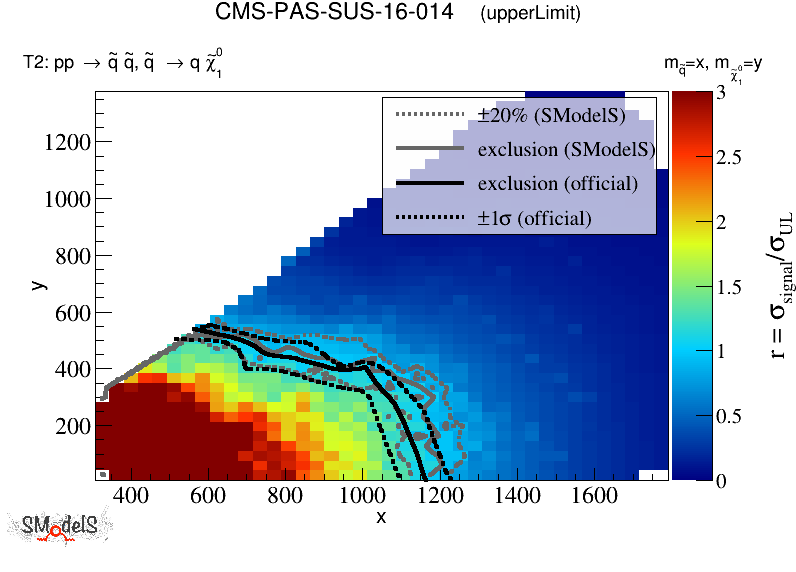 CMS-PAS-SUS-16-014 (upperLimit)
T2: pp → q̃ q̃, q̃ → q χ̃⁰₁
m_q̃=x, m_χ̃⁰₁=y
±20% (SModelS)
exclusion (SModelS)
exclusion (official)
±1σ (official)
1200
1000
800
600
400
200
y
400 600 800 1000 1200 1400 1600
x
3
2.5
2
1.5
1
0.5
0
r = σ_signal/σ_UL
SModelS